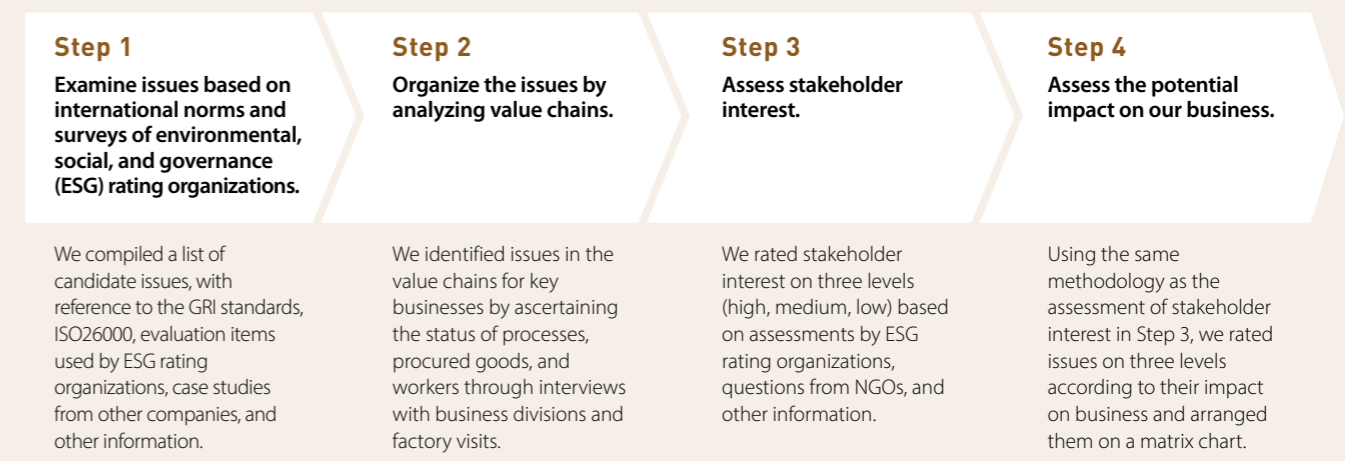 Step 1
Examine issues based on
international norms and
surveys of environmental,
social, and governance
(ESG) rating organizations.
We compiled a list of
candidate issues, with
reference to the GRI standards,
ISO26000, evaluation items
used by ESG rating
organizations, case studies
from other companies, and
other information.
Step 2
Organize the issues by
analyzing value chains.
We identified issues in the
value chains for key
businesses by ascertaining
the status of processes,
procured goods, and
workers through interviews
with business divisions and
factory visits.
Step 3
Assess stakeholder
interest.
We rated stakeholder
interest on three levels
(high, medium, low) based
on assessments by ESG
rating organizations,
questions from NGOs, and
other information.
Step 4
Assess the potential
impact on our business.
Using the same
methodology as the
assessment of stakeholder
interest in Step 3, we rated
issues on three levels
according to their impact
on business and arranged
them on a matrix chart.